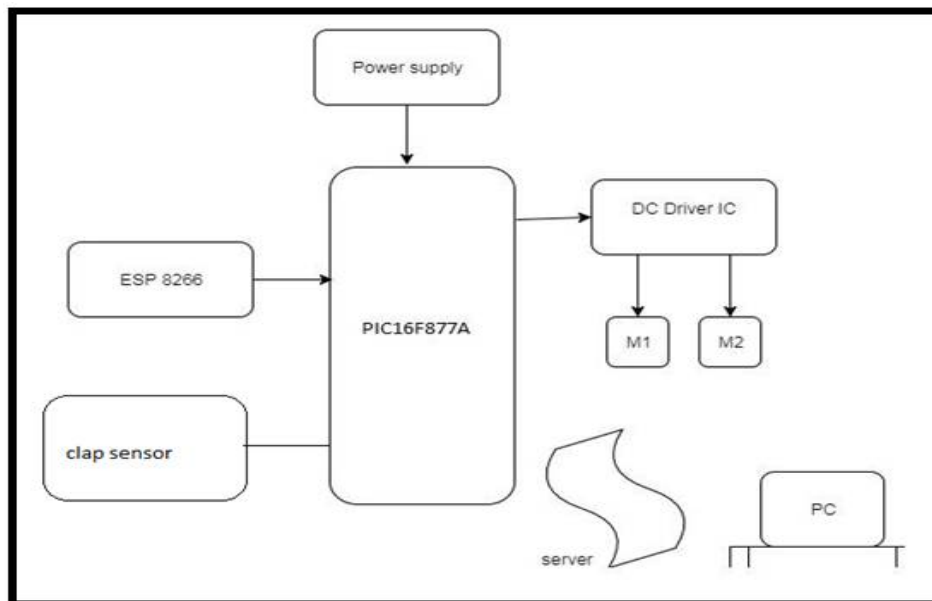 Power supply
DC Driver IC
ESP 8266
PIC16F877A
M1
M2
clap sensor
PC
server